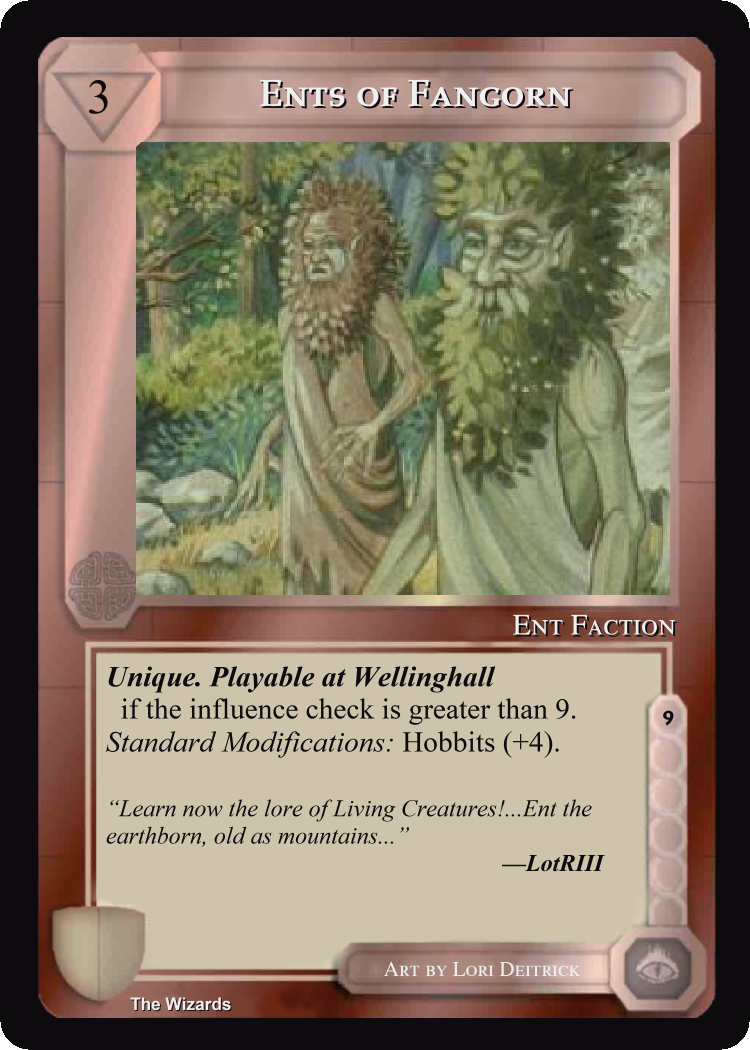 3
Ents of Fangorn
Ent Faction
Unique. Playable at Wellinghall
if the influence check is greater than 9.
9
Standard Modifications: Hobbits (+4).
“Learn now the lore of Living Creatures!...Ent the
earthborn, old as mountains...”
—LotRIII
Art by Lori Deitrick
The Wizards